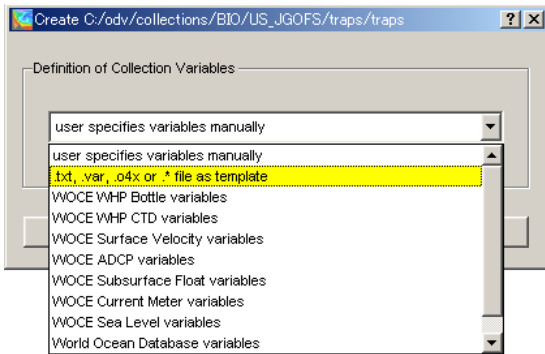 Create C:/odv/collections/BIO/US_JGOFS/traps/traps
Definition of Collection Variables
user specifies variables manually
user specifies variables manually
.txt, .var, .o4x or .* file as template
WOCE WHP Bottle variables
WOCE WHP CTD variables
WOCE Surface Velocity variables
WOCE ADCP variables
WOCE Subsurface Float variables
WOCE Current Meter variables
WOCE Sea Level variables
World Ocean Database variables